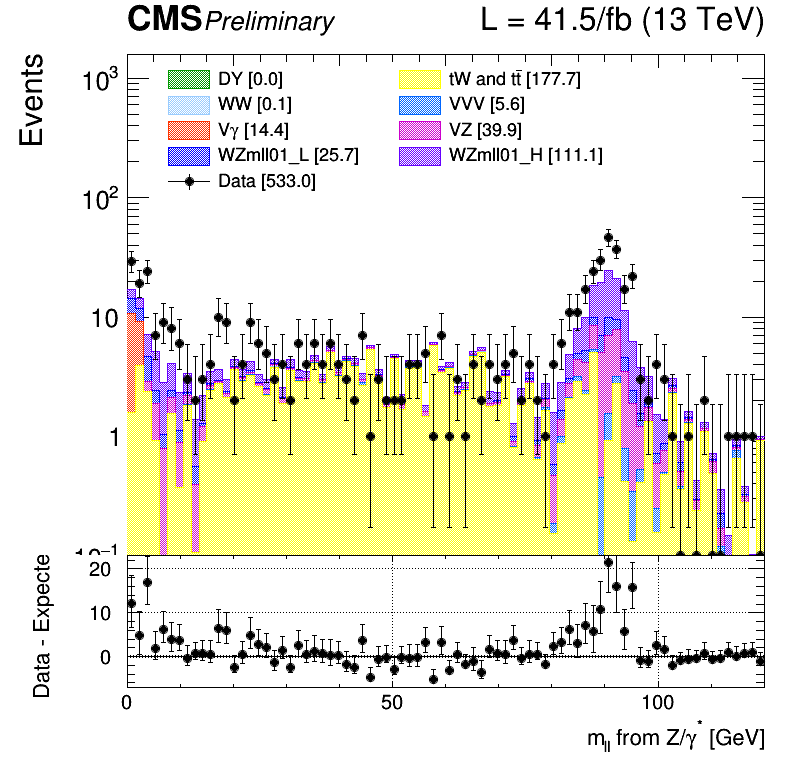 CMS Preliminary L = 41.5/fb (13 TeV)
Events
10³
10²
10
1
DY [0.0]
WW [0.1]
Vγ [14.4]
WZmll01_L [25.7]
Data [533.0]
tW and tt̄ [177.7]
VVV [5.6]
VZ [39.9]
WZmll01_H [111.1]
Data - Expecte
20
10
0
0 50 100
m_ll from Z/γ* [GeV]